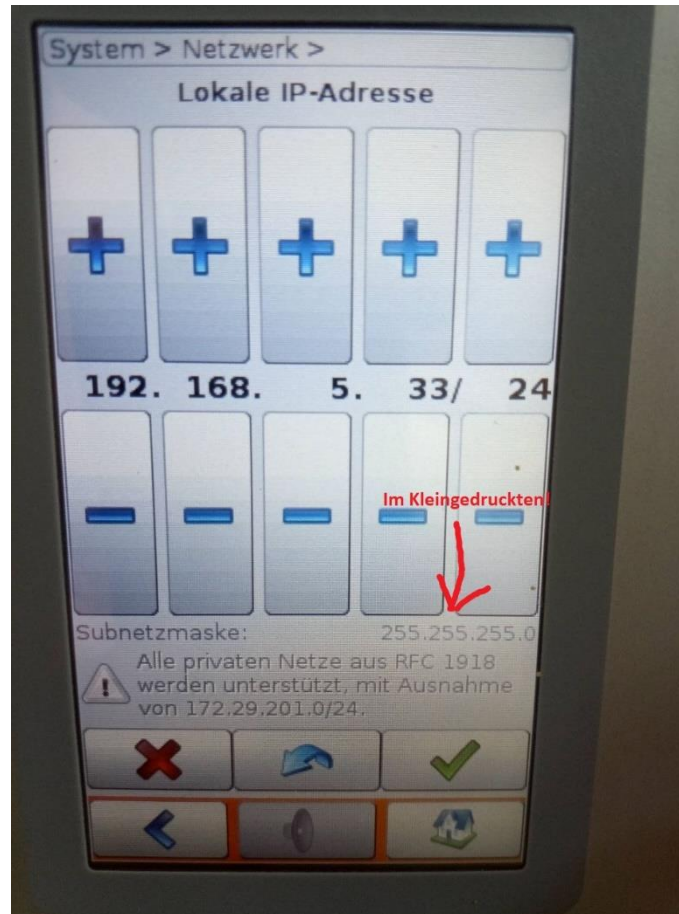 System > Netzwerk >
Lokale IP-Adresse
192. 168. 5. 33/ 24
Im Kleingedruckten!
Subnetzmaske: 255.255.255.0
Alle privaten Netze aus RFC 1918
werden unterstützt, mit Ausnahme
von 172.29.201.0/24.